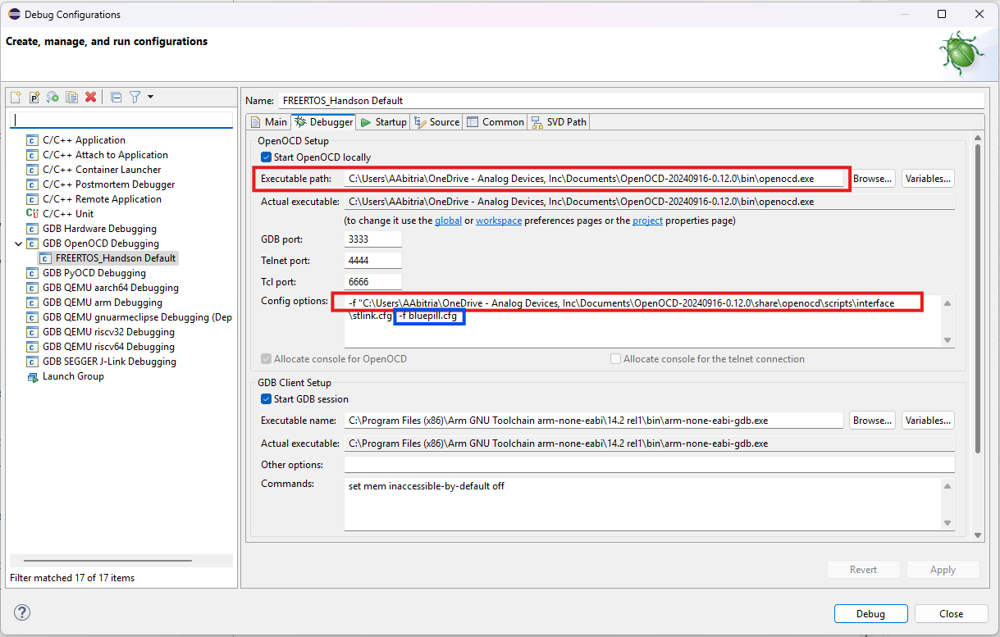 Debug Configurations
Create, manage, and run configurations
Name: FREERTOS_Handson Default
C/C++ Application
C/C++ Attach to Application
C/C++ Container Launcher
C/C++ Postmortem Debugger
C/C++ Remote Application
C/C++ Unit
GDB Hardware Debugging
GDB OpenOCD Debugging
FREERTOS_Handson Default
GDB PyOCD Debugging
GDB QEMU aarch64 Debugging
GDB QEMU arm Debugging
GDB QEMU gnuarmeclipse Debugging (Dep
GDB QEMU riscv32 Debugging
GDB QEMU riscv64 Debugging
GDB SEGGER J-Link Debugging
Launch Group
Filter matched 17 of 17 items
Main Debugger Startup Source Common SVD Path
OpenOCD Setup
Start OpenOCD locally
Executable path: C:\Users\AAbitria\OneDrive - Analog Devices, Inc\Documents\OpenOCD-20240916-0.12.0\bin\openocd.exe Browse... Variables...
Actual executable: C:\Users\AAbitria\OneDrive - Analog Devices, Inc\Documents\OpenOCD-20240916-0.12.0\bin\openocd.exe
(to change it use the global or workspace preferences pages or the project properties page)
GDB port: 3333
Telnet port: 4444
Tcl port: 6666
Config options: -f "C:\Users\AAbitria\OneDrive - Analog Devices, Inc\Documents\OpenOCD-20240916-0.12.0\share\openocd\scripts\interface
\stlink.cfg -f bluepill.cfg
Allocate console for OpenOCD Allocate console for the telnet connection
GDB Client Setup
Start GDB session
Executable name: C:\Program Files (x86)\Arm GNU Toolchain arm-none-eabi\14.2 rel1\bin\arm-none-eabi-gdb.exe Browse... Variables...
Actual executable: C:\Program Files (x86)\Arm GNU Toolchain arm-none-eabi\14.2 rel1\bin\arm-none-eabi-gdb.exe
Other options:
Commands: set mem inaccessible-by-default off
Revert Apply
Debug Close